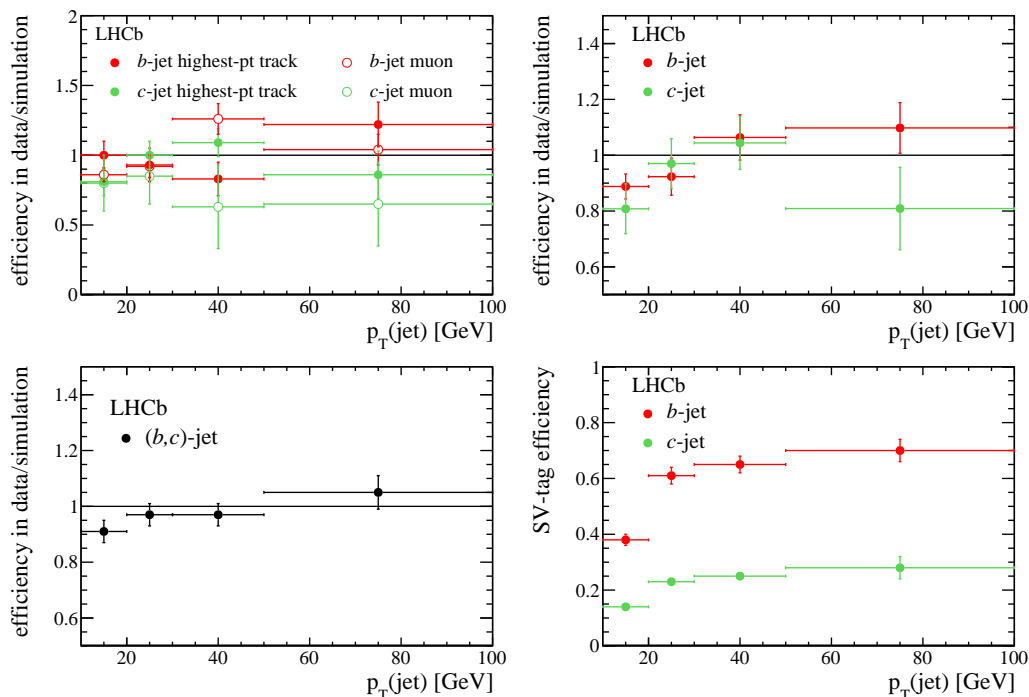 LHCb
b-jet highest-pt track
b-jet muon
c-jet highest-pt track
c-jet muon
efficiency in data/simulation
2
1.5
1
0.5
0
20 40 60 80 100
p_T(jet) [GeV]
LHCb
b-jet
c-jet
efficiency in data/simulation
1.4
1.2
1
0.8
0.6
20 40 60 80 100
p_T(jet) [GeV]
LHCb
(b,c)-jet
efficiency in data/simulation
1.4
1.2
1
0.8
0.6
20 40 60 80 100
p_T(jet) [GeV]
LHCb
b-jet
c-jet
SV-tag efficiency
1
0.8
0.6
0.4
0.2
0
20 40 60 80 100
p_T(jet) [GeV]